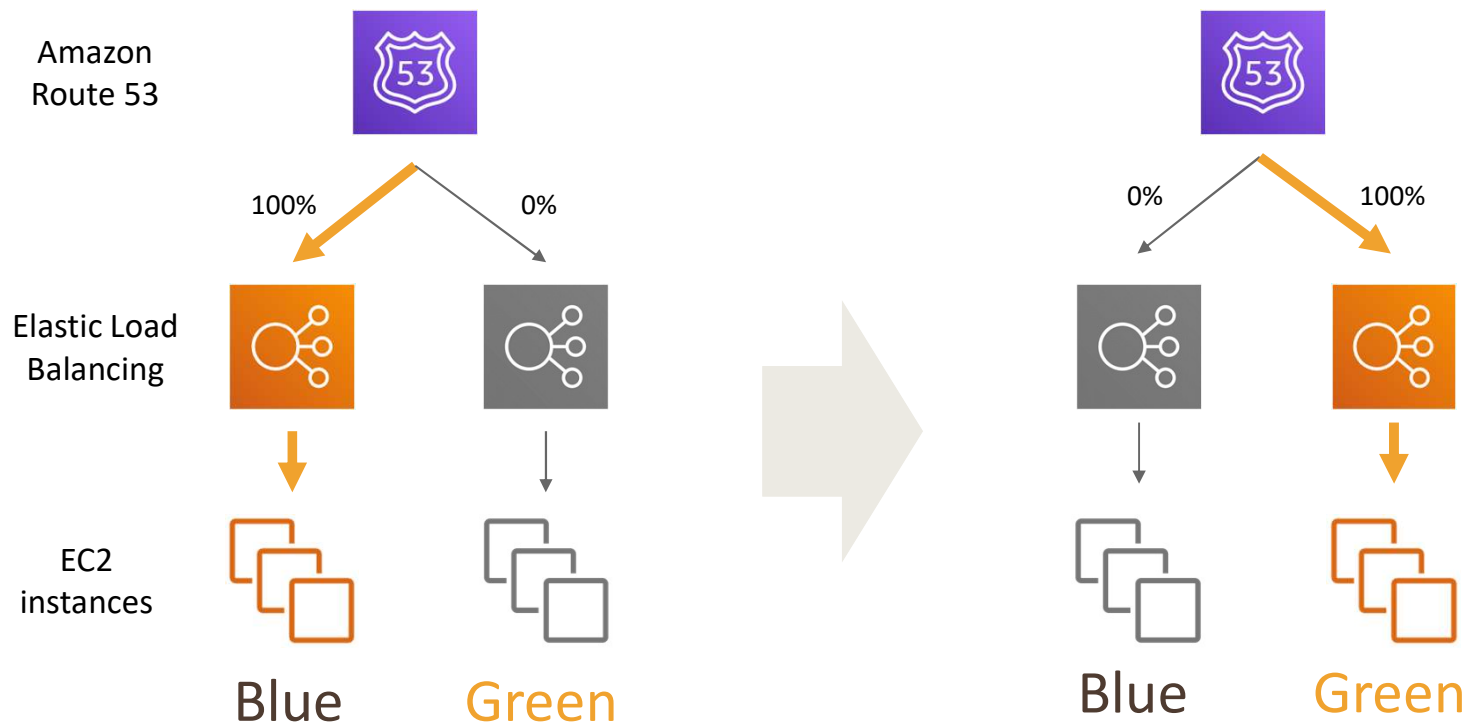 Amazon
Route 53
53
53
100%
0%
0%
100%
Elastic Load
Balancing
EC2
instances
Blue
Green
Blue
Green